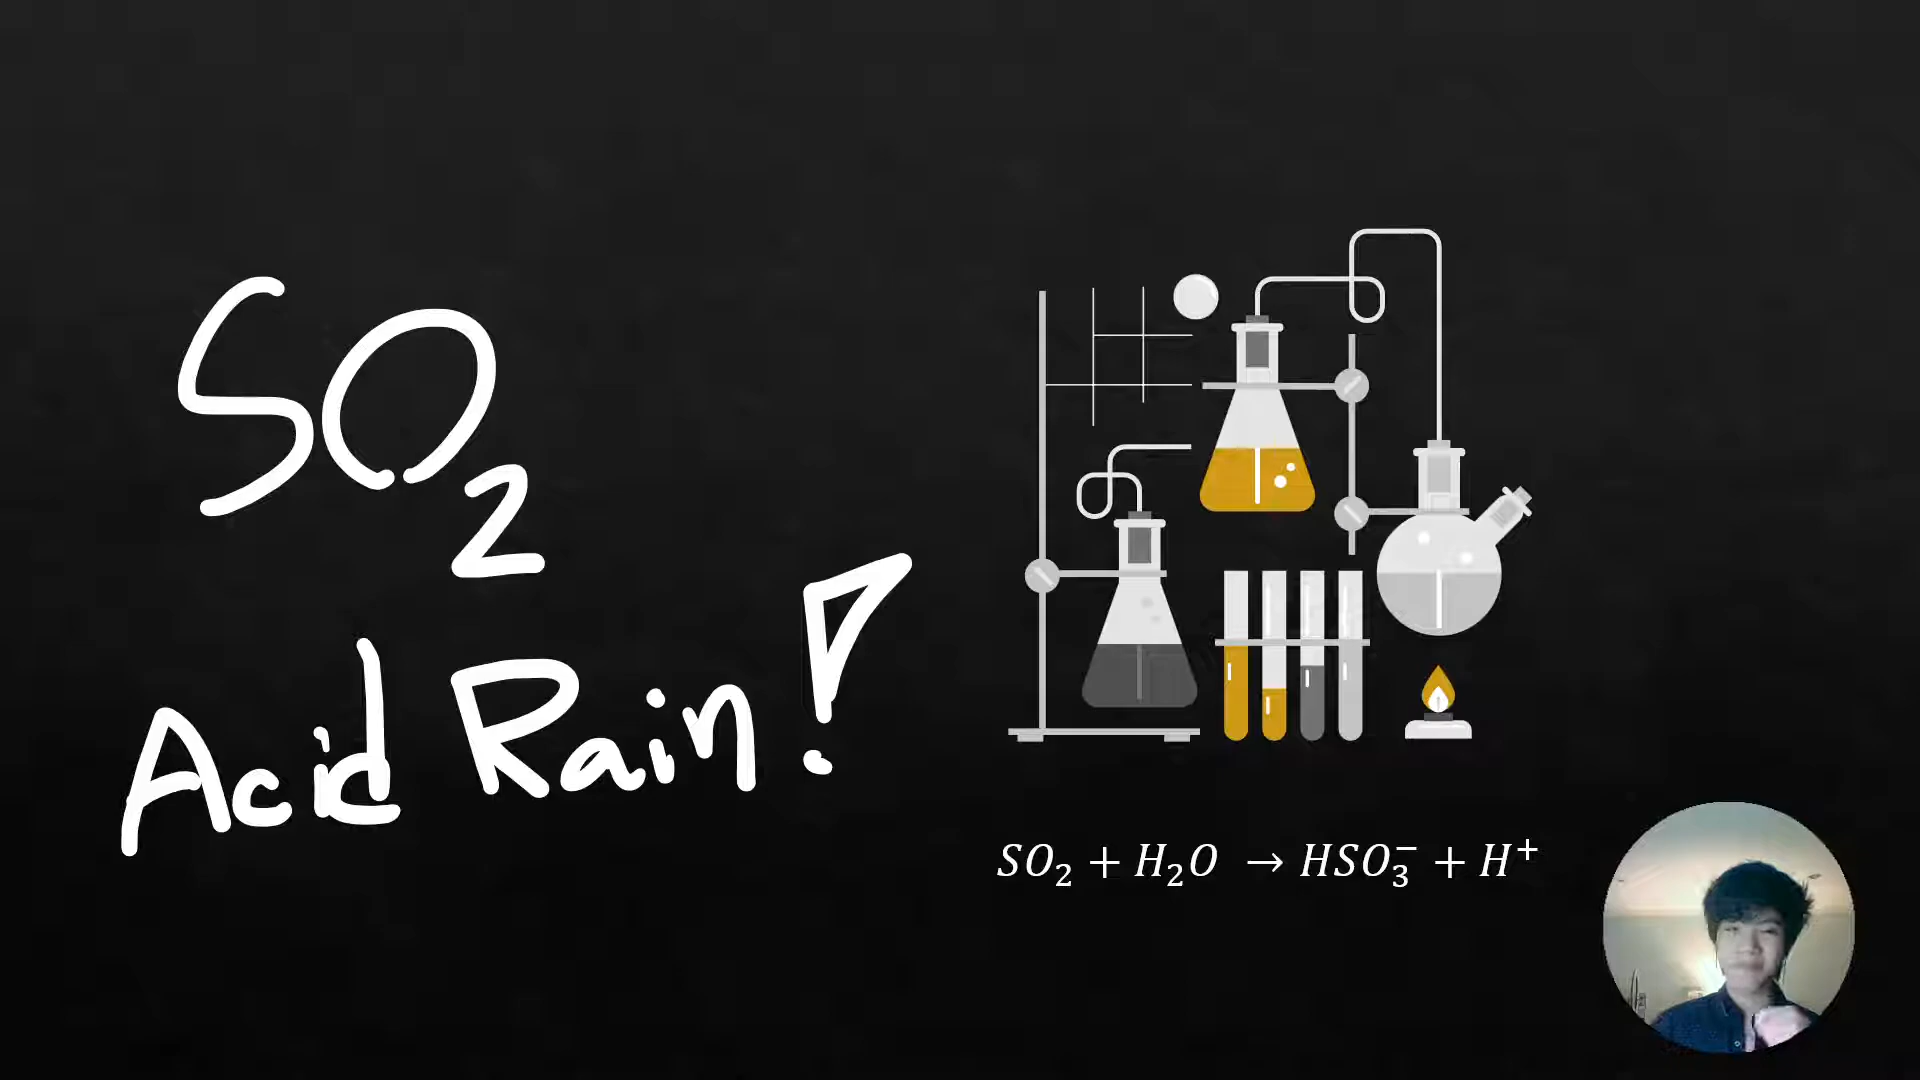 SO₂
Acid Rain!
SO₂ + H₂O → HSO₃⁻ + H⁺